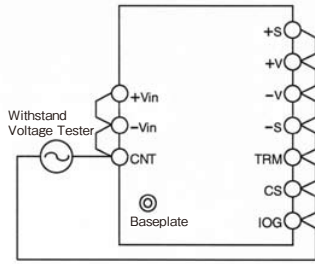 +S
+V
+Vin
−V
Withstand
Voltage Tester
−Vin
−S
CNT
TRM
CS
Baseplate
IOG